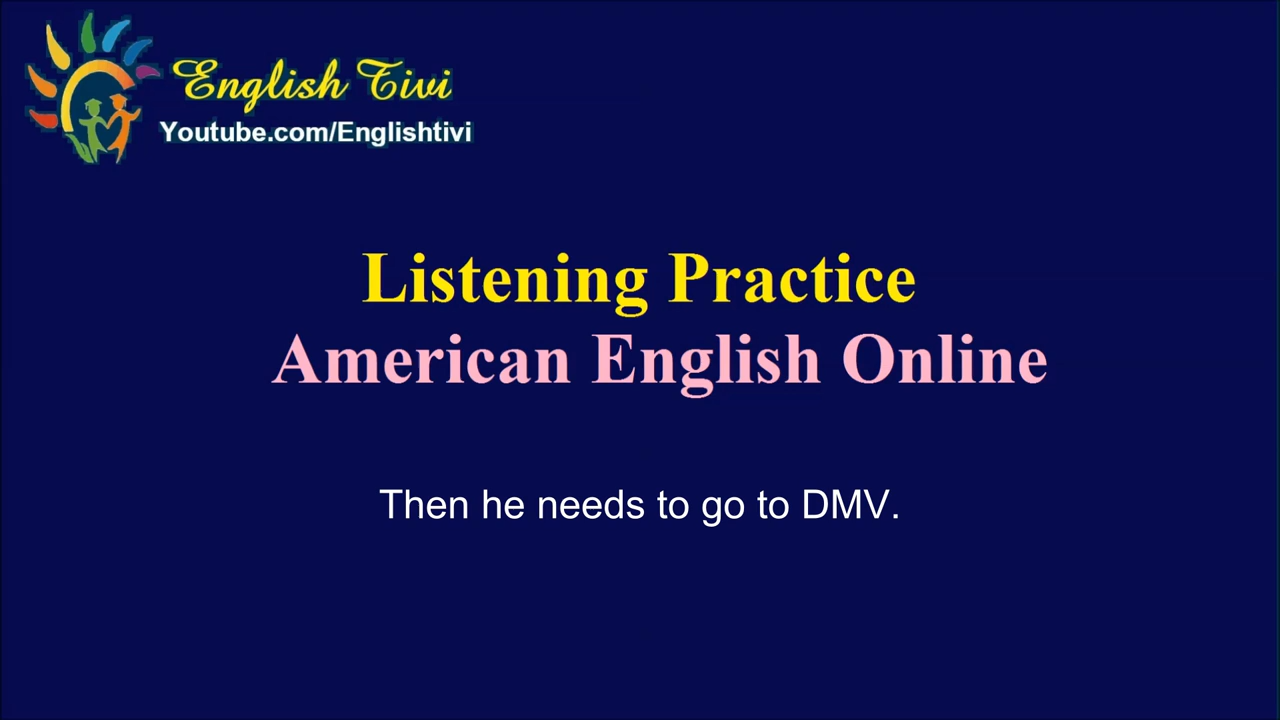 English Tivi
Youtube.com/Englishtivi
Listening Practice
American English Online
Then he needs to go to DMV.